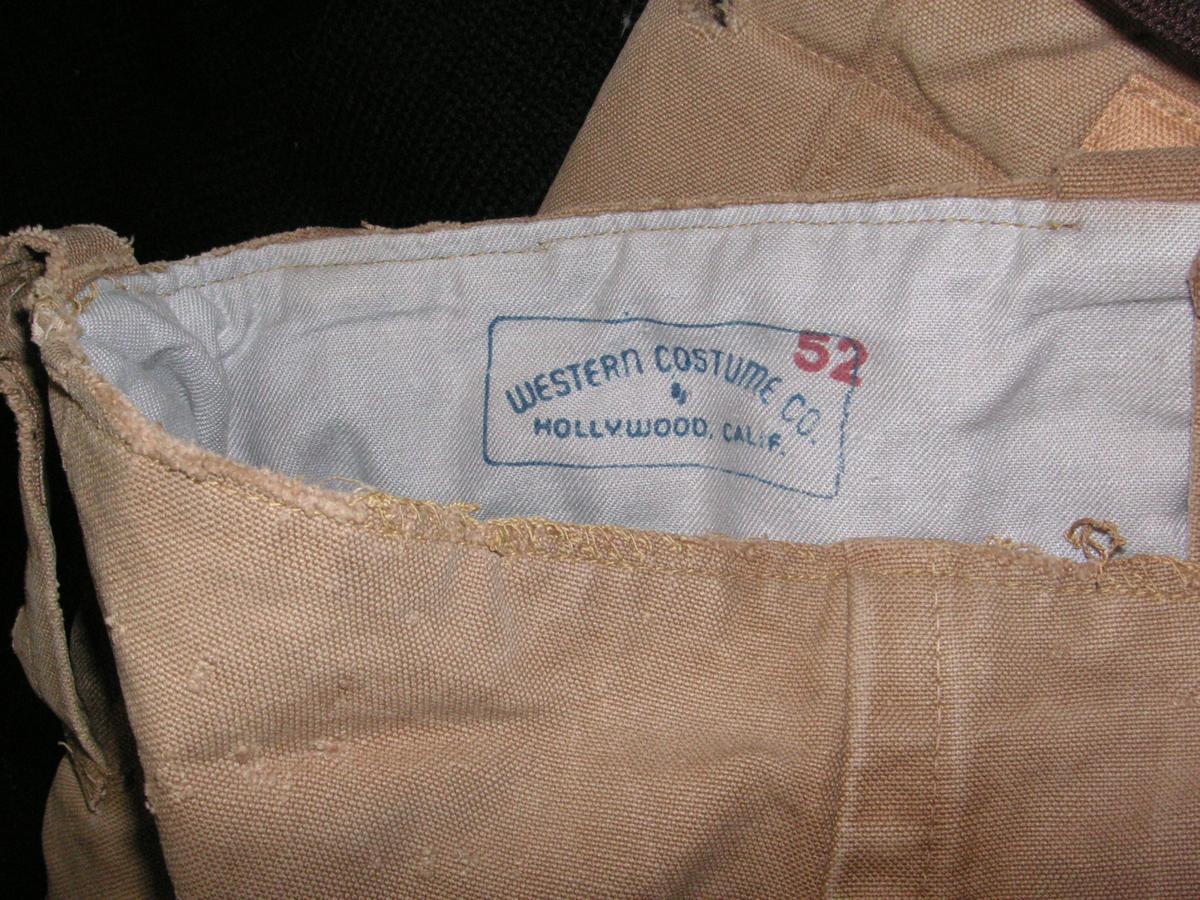 52
WESTERN COSTUME CO.
HOLLYWOOD, CALIF.